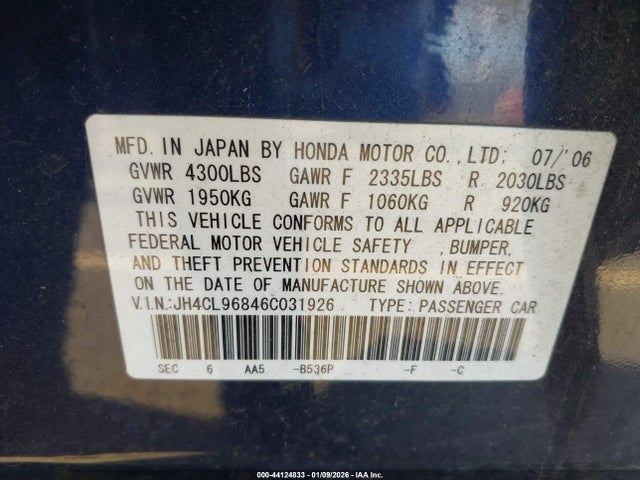 MFD. IN JAPAN BY HONDA MOTOR CO.,LTD: 07/'06
GVWR 4300LBS GAWR F 2335LBS R 2030LBS
GVWR 1950KG GAWR F 1060KG R 920KG
THIS VEHICLE CONFORMS TO ALL APPLICABLE
FEDERAL MOTOR VEHICLE SAFETY ,BUMPER,
AND THEFT PREVENTION STANDARDS IN EFFECT
ON THE DATE OF MANUFACTURE SHOWN ABOVE.
V.I.N.:JH4CL96846C031926 TYPE:PASSENGER CAR
SEC 6 AA5 -B536P -F -C
000-44124833 - 01/09/2026 - IAA Inc.